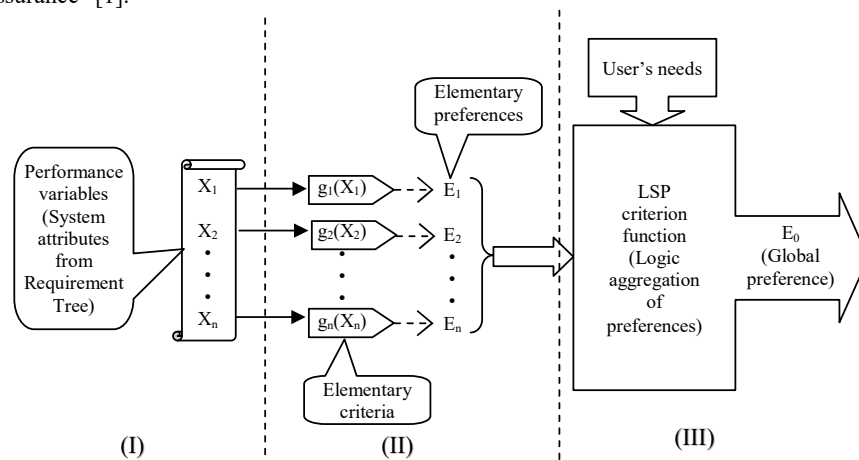 ssurance" [1].
User's needs
Elementary
preferences
Performance
variables
(System
attributes
from
Requirement
Tree)
X1
X2
Xn
g1(X1)
g2(X2)
gn(Xn)
E1
E2
En
Elementary
criteria
LSP
criterion
function
(Logic
aggregation
of
preferences)
E0
(Global
preference)
(I)
(II)
(III)